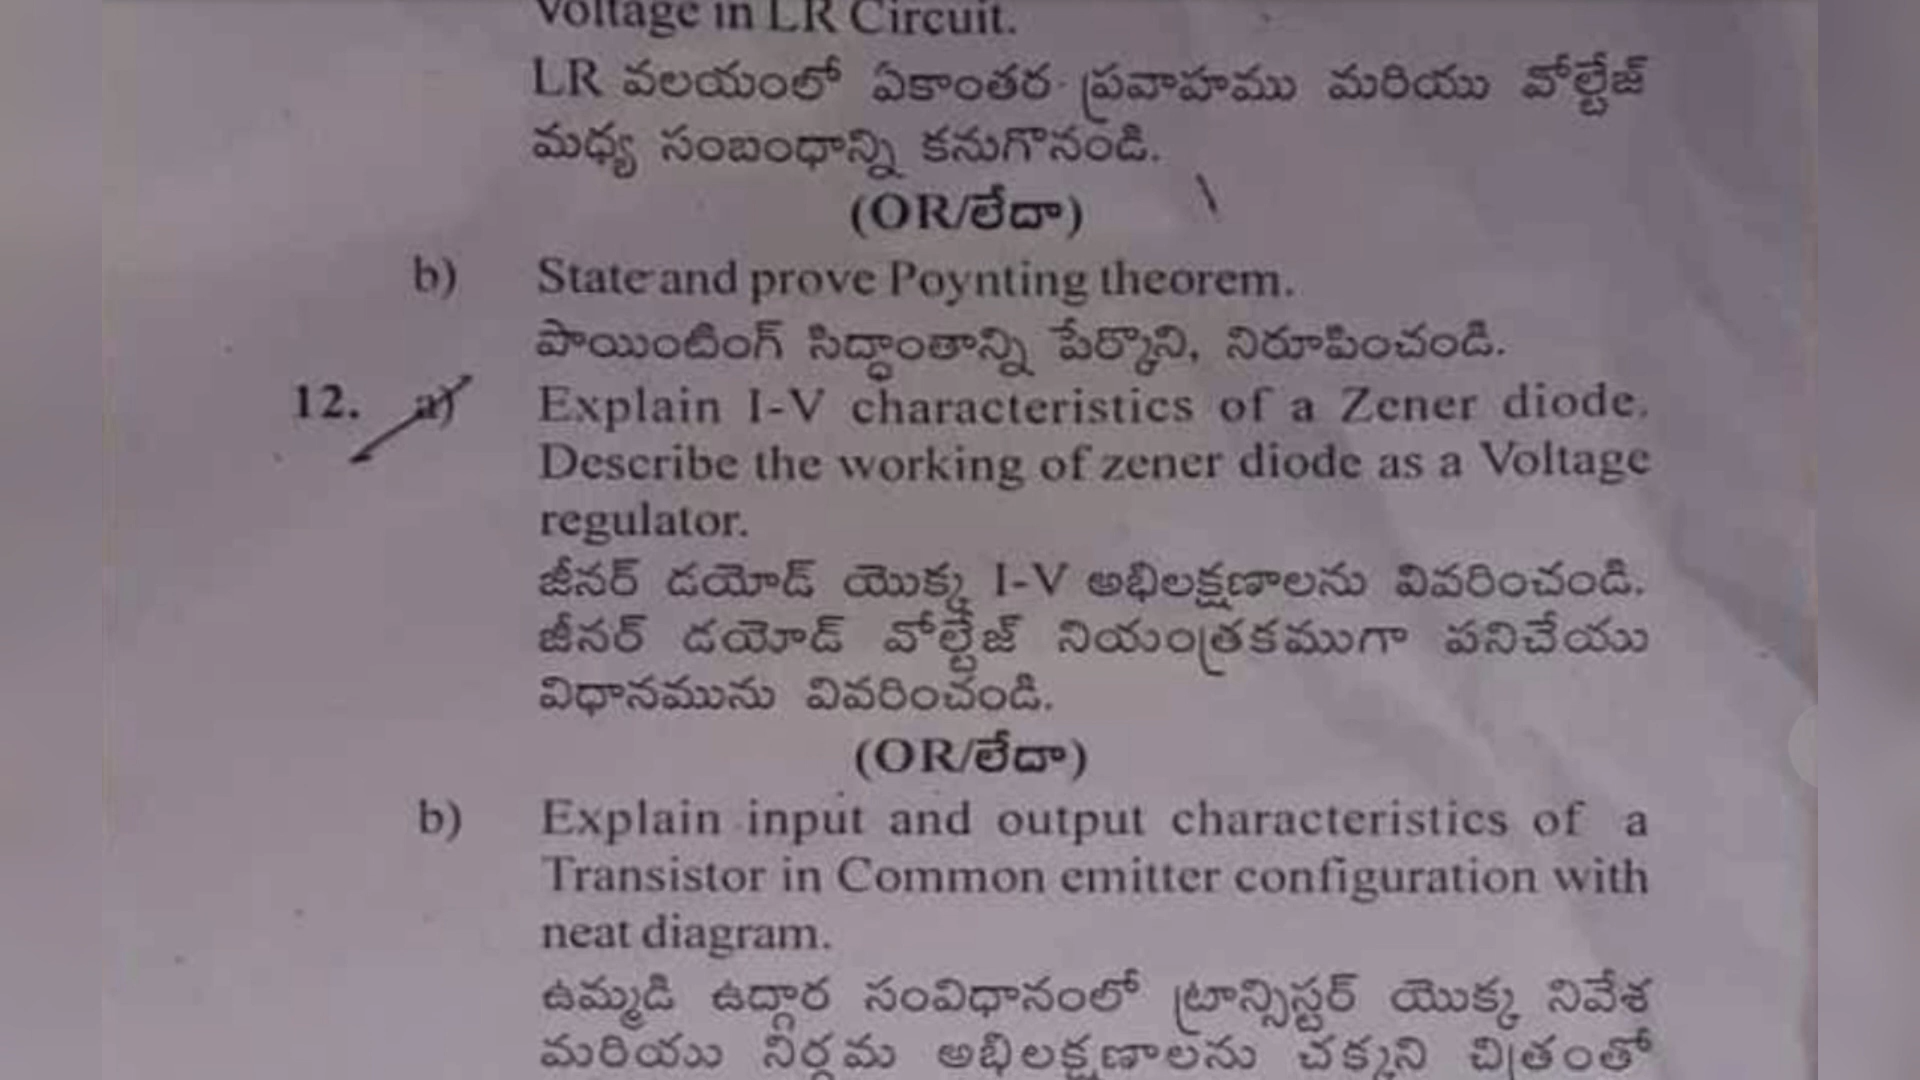 Voltage in LR Circuit.
LR వలయంలో ఏకాంతర ప్రవాహము మరియు వోల్టేజ్
మధ్య సంబంధాన్ని కనుగొనండి.
(OR/లేదా)
b) State and prove Poynting theorem.
పాయింటింగ్ సిద్ధాంతాన్ని పేర్కొని, నిరూపించండి.
12. a) Explain I-V characteristics of a Zener diode.
Describe the working of zener diode as a Voltage
regulator.
జీనర్ డయోడ్ యొక్క I-V అభిలక్షణాలను వివరించండి.
జీనర్ డయోడ్ వోల్టేజ్ నియంత్రకముగా పనిచేయు
విధానమును వివరించండి.
(OR/లేదా)
b) Explain input and output characteristics of a
Transistor in Common emitter configuration with
neat diagram.
ఉమ్మడి ఉద్గార సంవిధానంలో ట్రాన్సిస్టర్ యొక్క నివేశ
మరియు నిర్గమ అభిలక్షణాలను చక్కని చిత్రంతో